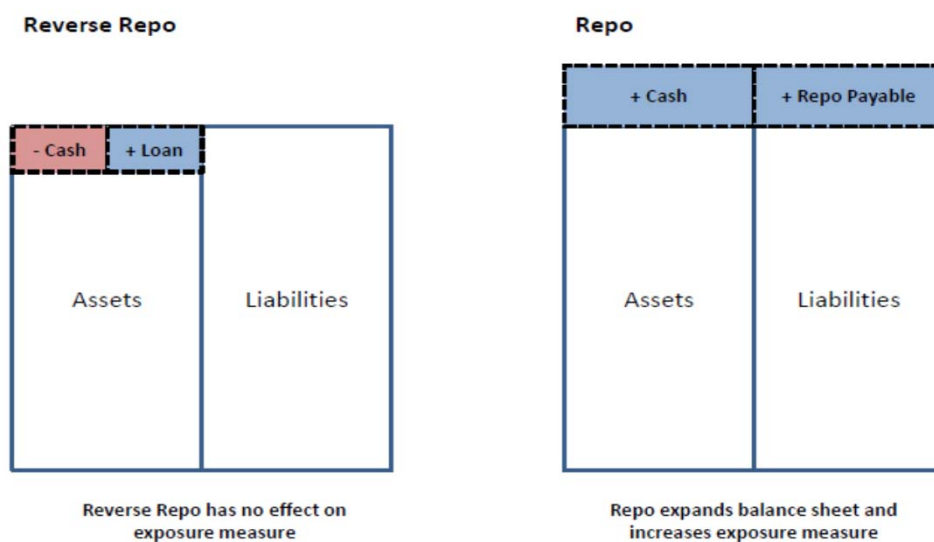 Reverse Repo
- Cash
+ Loan
Assets
Liabilities
Reverse Repo has no effect on
exposure measure
Repo
+ Cash
+ Repo Payable
Assets
Liabilities
Repo expands balance sheet and
increases exposure measure